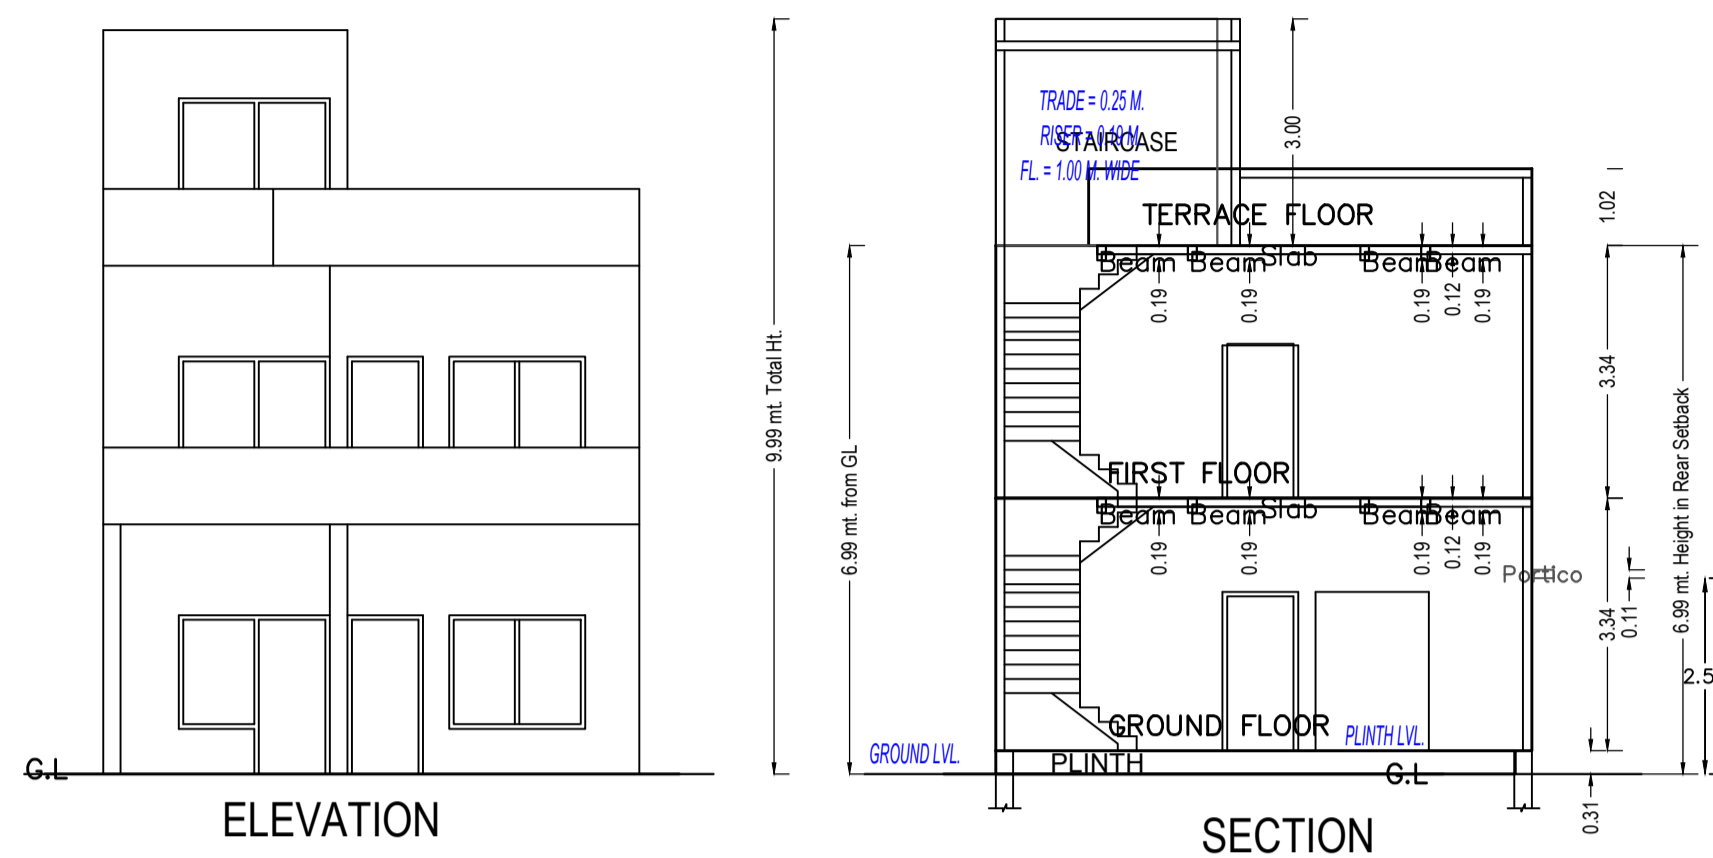 TRADE = 0.25 M.
RISER = 0.19 M.
STAIRCASE
FL. = 1.00 M. WIDE
3.00
1.02
TERRACE FLOOR
Beam Beam Slab Beam Beam
0.19 0.19 0.19 0.12 0.19
9.99 mt. Total Ht.
3.34
6.99 mt. from GL
6.99 mt. Height in Rear Setback
FIRST FLOOR
Beam Beam Slab Beam Beam
0.19 0.19 0.19 0.12 0.19
Portico
3.34
0.11
2.5
GROUND FLOOR
PLINTH LVL.
GROUND LVL.
G.L
PLINTH
G.L
0.31
ELEVATION
SECTION